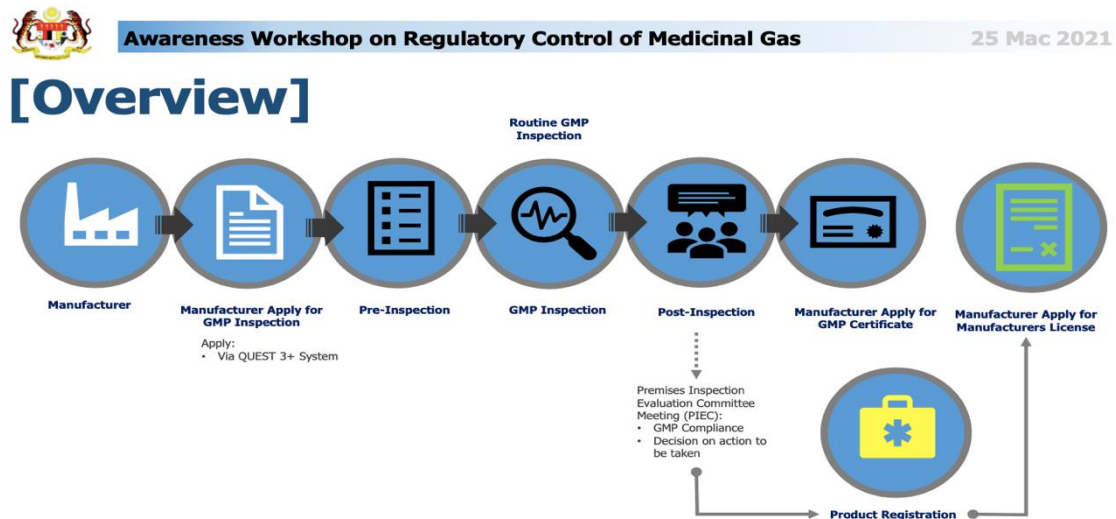 Awareness Workshop on Regulatory Control of Medicinal Gas
25 Mac 2021
[Overview]
Routine GMP
Inspection
Manufacturer
Manufacturer Apply for
GMP Inspection
Apply:
• Via QUEST 3+ System
Pre-Inspection
GMP Inspection
Post-Inspection
Premises Inspection
Evaluation Committee
Meeting (PIEC):
• GMP Compliance
• Decision on action to
be taken
Manufacturer Apply for
GMP Certificate
Manufacturer Apply for
Manufacturers License
Product Registration